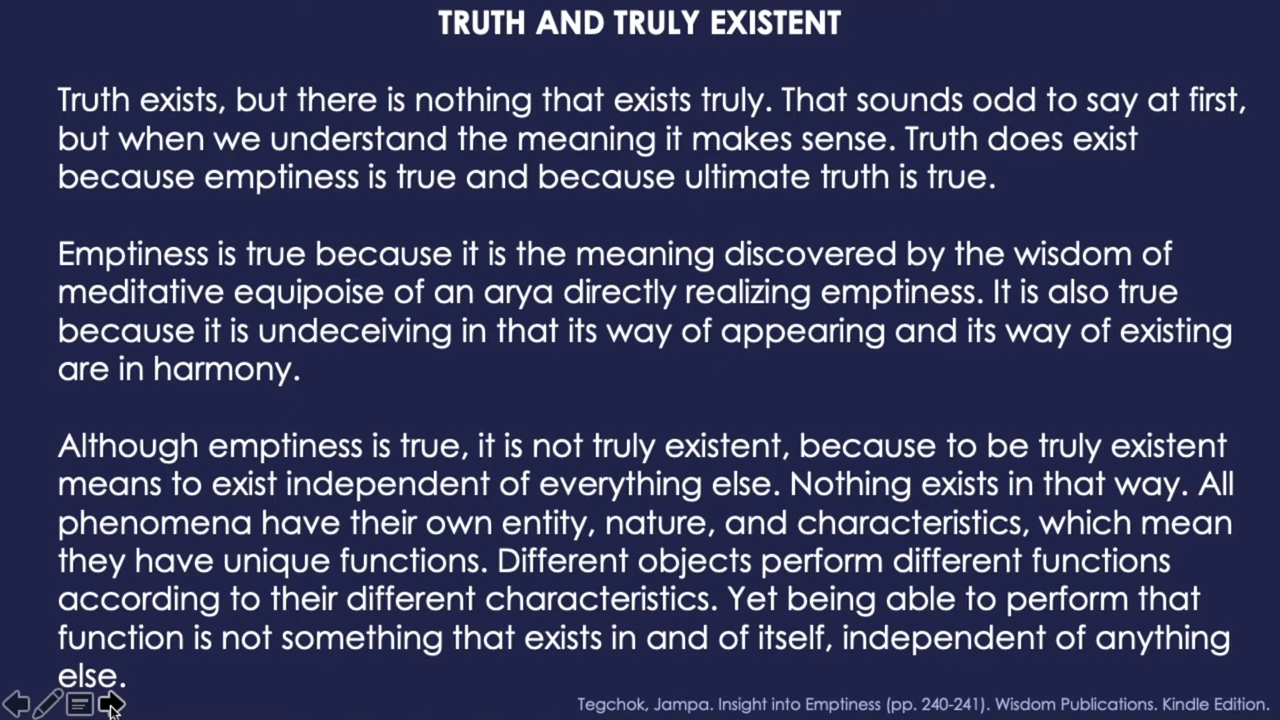 TRUTH AND TRULY EXISTENT
Truth exists, but there is nothing that exists truly. That sounds odd to say at first,
but when we understand the meaning it makes sense. Truth does exist
because emptiness is true and because ultimate truth is true.
Emptiness is true because it is the meaning discovered by the wisdom of
meditative equipoise of an arya directly realizing emptiness. It is also true
because it is undeceiving in that its way of appearing and its way of existing
are in harmony.
Although emptiness is true, it is not truly existent, because to be truly existent
means to exist independent of everything else. Nothing exists in that way. All
phenomena have their own entity, nature, and characteristics, which mean
they have unique functions. Different objects perform different functions
according to their different characteristics. Yet being able to perform that
function is not something that exists in and of itself, independent of anything
else.
Tegchok, Jampa. Insight into Emptiness (pp. 240-241). Wisdom Publications. Kindle Edition.